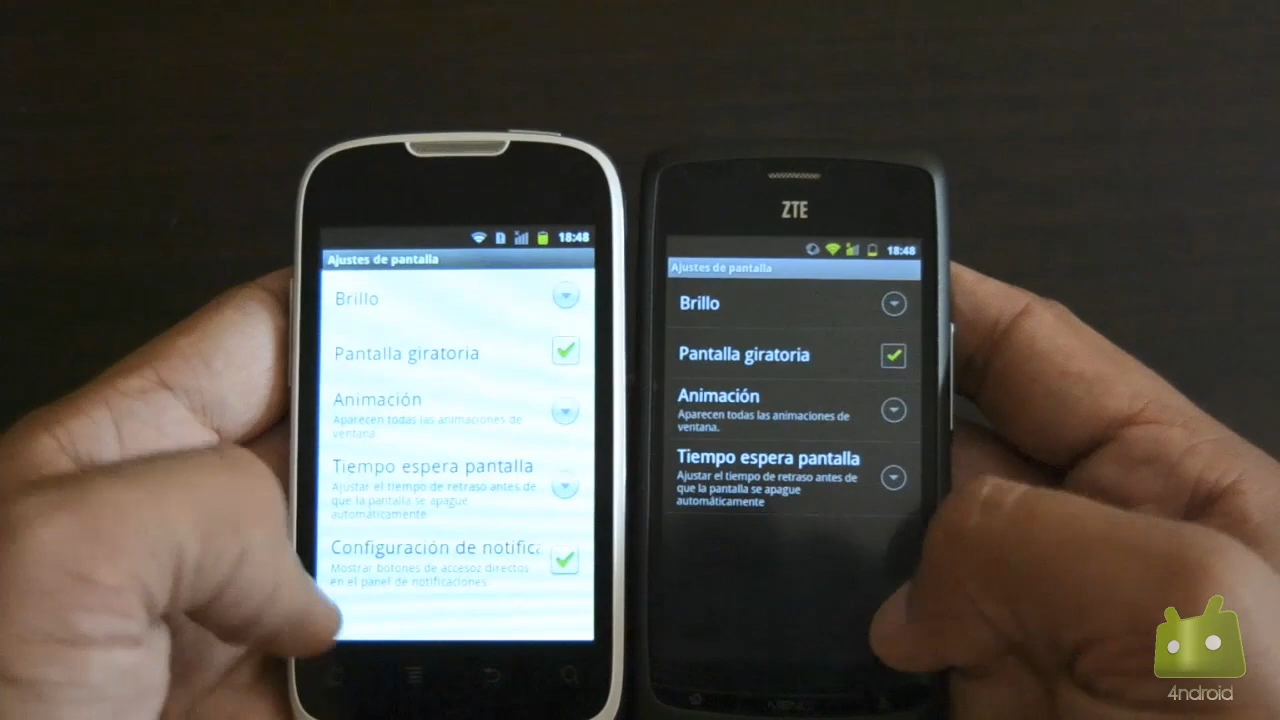 18:48
Ajustes de pantalla
Brillo
Pantalla giratoria
Animación
Aparecen todas las animaciones de
ventana.
Tiempo espera pantalla
Ajustar el tiempo de retraso antes de
que la pantalla se apague
automáticamente
Configuración de notifica
Mostrar botones de accesoz directos
en el panel de notificaciones.
ZTE
18:48
Ajustes de pantalla
Brillo
Pantalla giratoria
Animación
Aparecen todas las animaciones de
ventana.
Tiempo espera pantalla
Ajustar el tiempo de retraso antes de
que la pantalla se apague
automáticamente
4ndroid